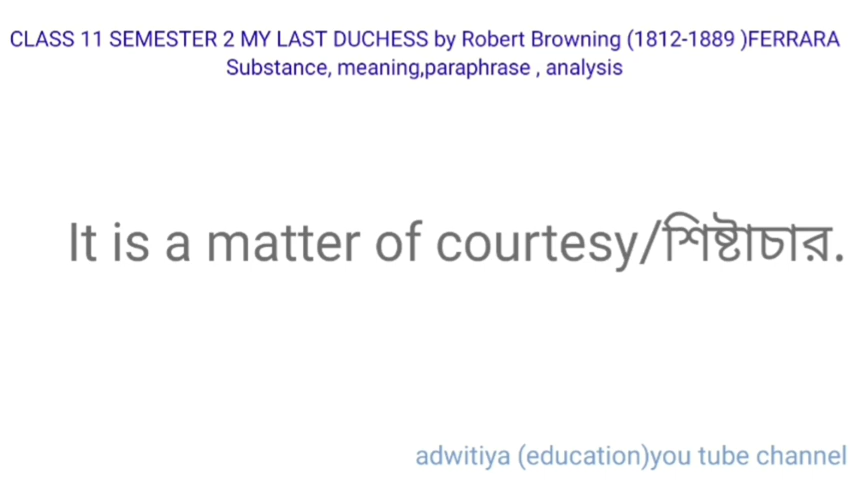 CLASS 11 SEMESTER 2 MY LAST DUCHESS by Robert Browning (1812-1889 )FERRARA
Substance, meaning,paraphrase , analysis
It is a matter of courtesy/শিষ্টাচার.
adwitiya (education)you tube channel